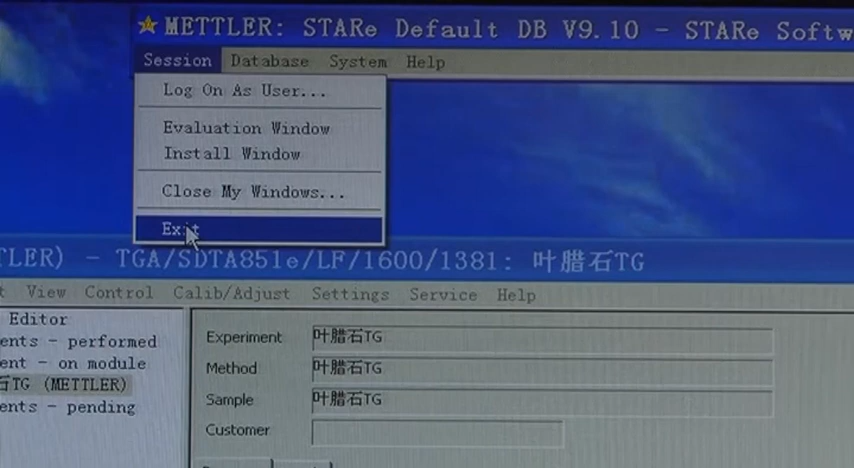 METTLER: STARe Default DB V9.10 - STARe Softw
Session Database System Help
Log On As User...
Evaluation Window
Install Window
Close My Windows...
Exit
TLER) - TGA/SDTA851e/LF/1600/1381: 叶腊石TG
t View Control Calib/Adjust Settings Service Help
Editor
ents - performed
ent - on module
石TG (METTLER)
ents - pending
Experiment 叶腊石TG
Method 叶腊石TG
Sample 叶腊石TG
Customer